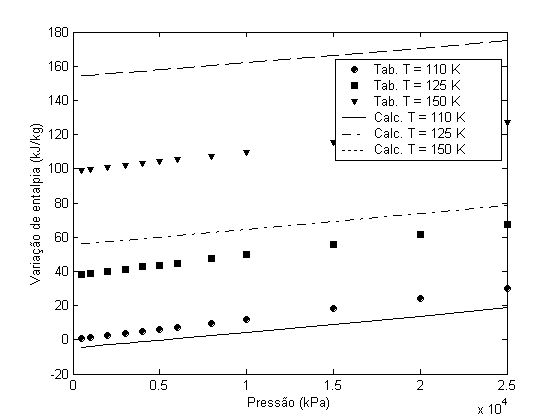 180
160
140
120
100
80
60
40
20
0
-20
Variação de entalpia (kJ/kg)
Tab. T = 110 K
Tab. T = 125 K
Tab. T = 150 K
Calc. T = 110 K
Calc. T = 125 K
Calc. T = 150 K
0 0.5 1 1.5 2 2.5
Pressão (kPa)
x 10^4